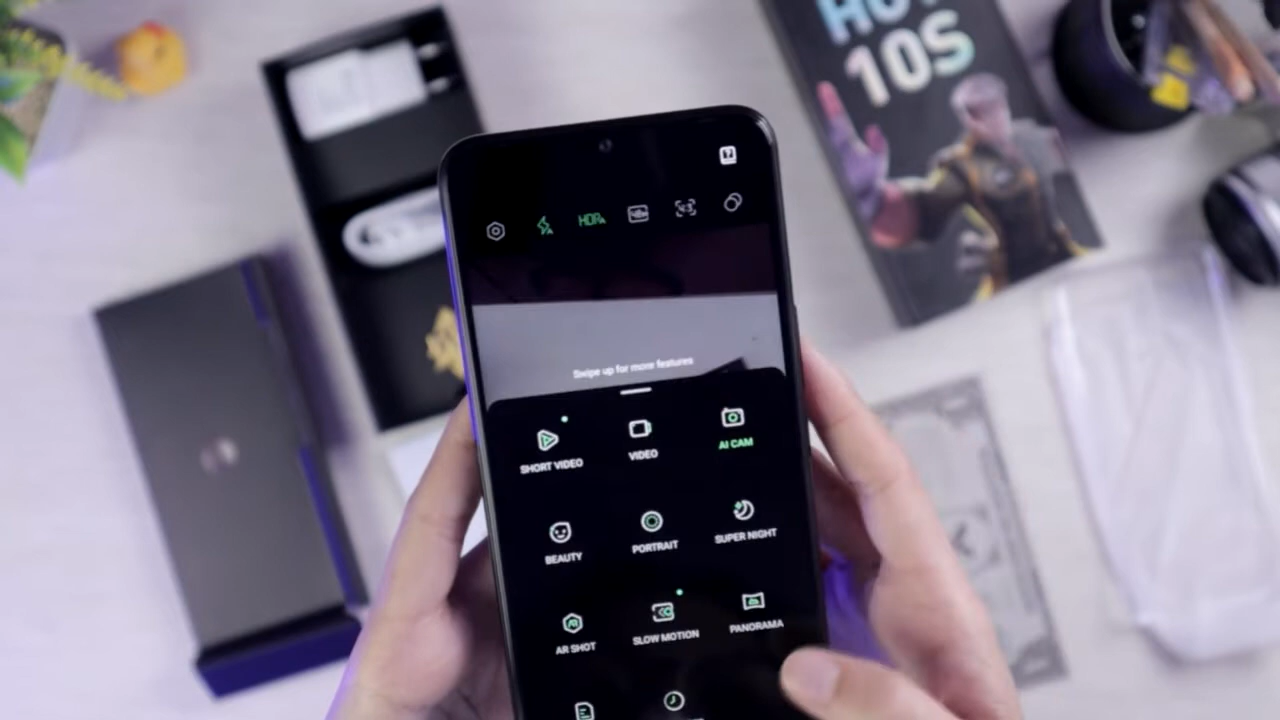 HOT
10S
HDR
Swipe up for more features
SHORT VIDEO
VIDEO
AI CAM
BEAUTY
PORTRAIT
SUPER NIGHT
AR SHOT
SLOW MOTION
PANORAMA